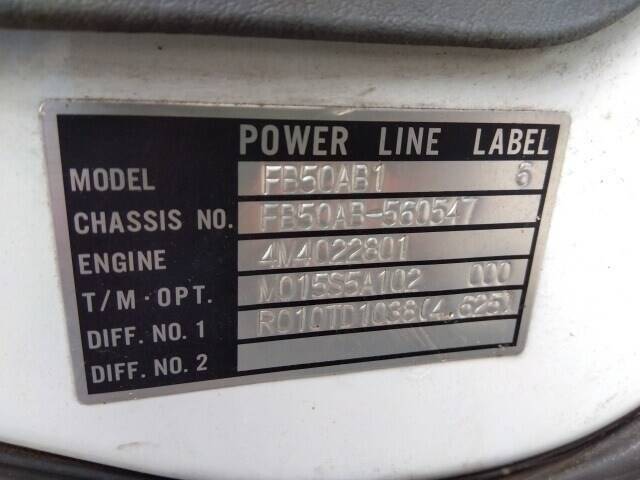 POWER LINE LABEL
MODEL FB50AB1 6
CHASSIS NO. FB50AB-560547
ENGINE 4M4022801
T/M·OPT. M015S5A102 000
DIFF. NO. 1 R010TD1038(4.625)
DIFF. NO. 2